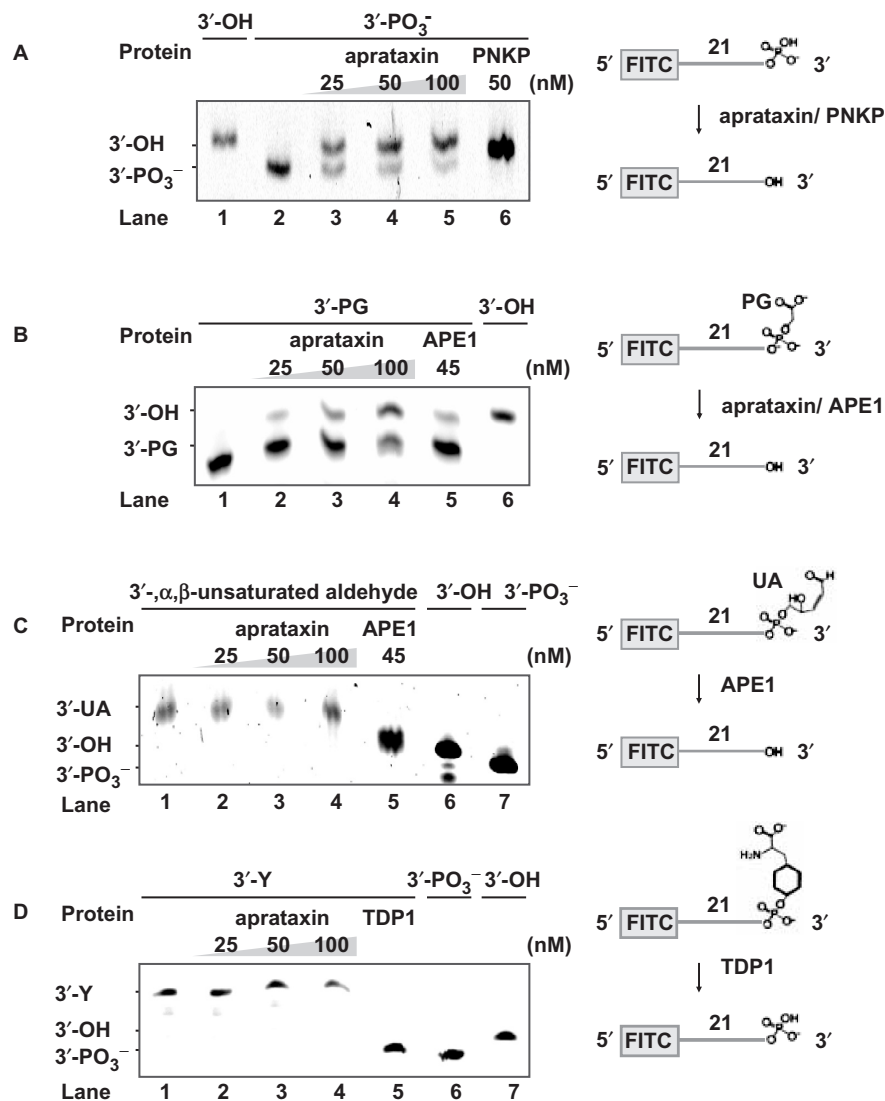 3′-OH 3′-PO3-
A Protein aprataxin PNKP
25 50 100 50 (nM)
3′-OH
3′-PO3−
Lane 1 2 3 4 5 6
5′ FITC 21 O OH P O O- 3′
aprataxin/ PNKP
5′ FITC 21 OH 3′
3′-PG 3′-OH
B Protein aprataxin APE1
25 50 100 45 (nM)
3′-OH
3′-PG
Lane 1 2 3 4 5 6
PG
5′ FITC 21 3′
aprataxin/ APE1
5′ FITC 21 OH 3′
3′-,α,β-unsaturated aldehyde 3′-OH 3′-PO3−
C Protein aprataxin APE1
25 50 100 45 (nM)
3′-UA
3′-OH
3′-PO3−
Lane 1 2 3 4 5 6 7
UA
5′ FITC 21 3′
APE1
5′ FITC 21 OH 3′
3′-Y 3′-PO3− 3′-OH
D Protein aprataxin TDP1
25 50 100 (nM)
3′-Y
3′-OH
3′-PO3−
Lane 1 2 3 4 5 6 7
H2N
5′ FITC 21 3′
TDP1
5′ FITC 21 O OH P O O- 3′